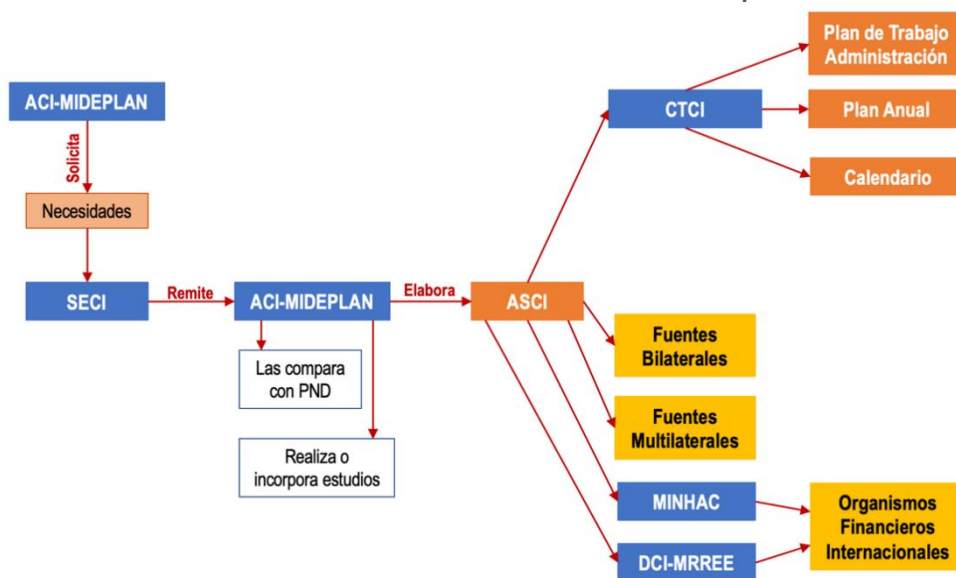 Plan de Trabajo
Administración
ACI-MIDEPLAN
CTCI
Plan Anual
Solicita
Calendario
Necesidades
SECI
Remite
ACI-MIDEPLAN
Elabora
ASCI
Las compara
con PND
Realiza o
incorpora estudios
Fuentes
Bilaterales
Fuentes
Multilaterales
MINHAC
DCI-MRREE
Organismos
Financieros
Internacionales